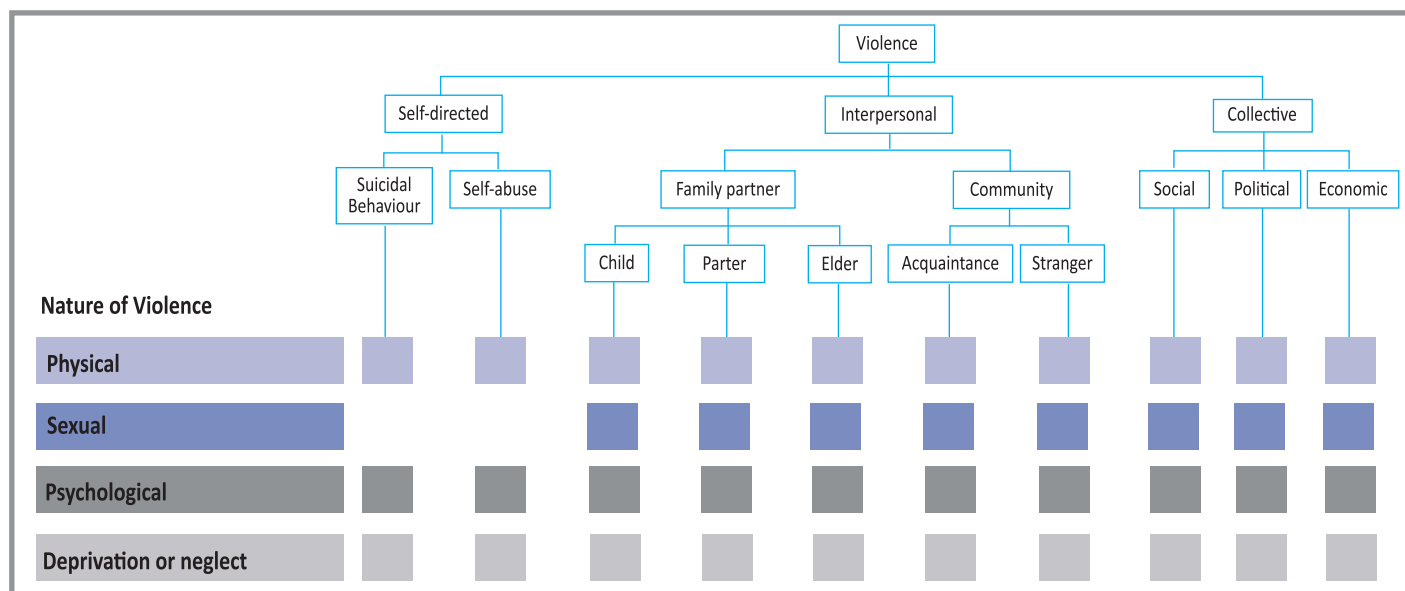 Violence
Self-directed
Interpersonal
Collective
Suicidal
Behaviour
Self-abuse
Family partner
Community
Social
Political
Economic
Child
Parter
Elder
Acquaintance
Stranger
Nature of Violence
Physical
Sexual
Psychological
Deprivation or neglect